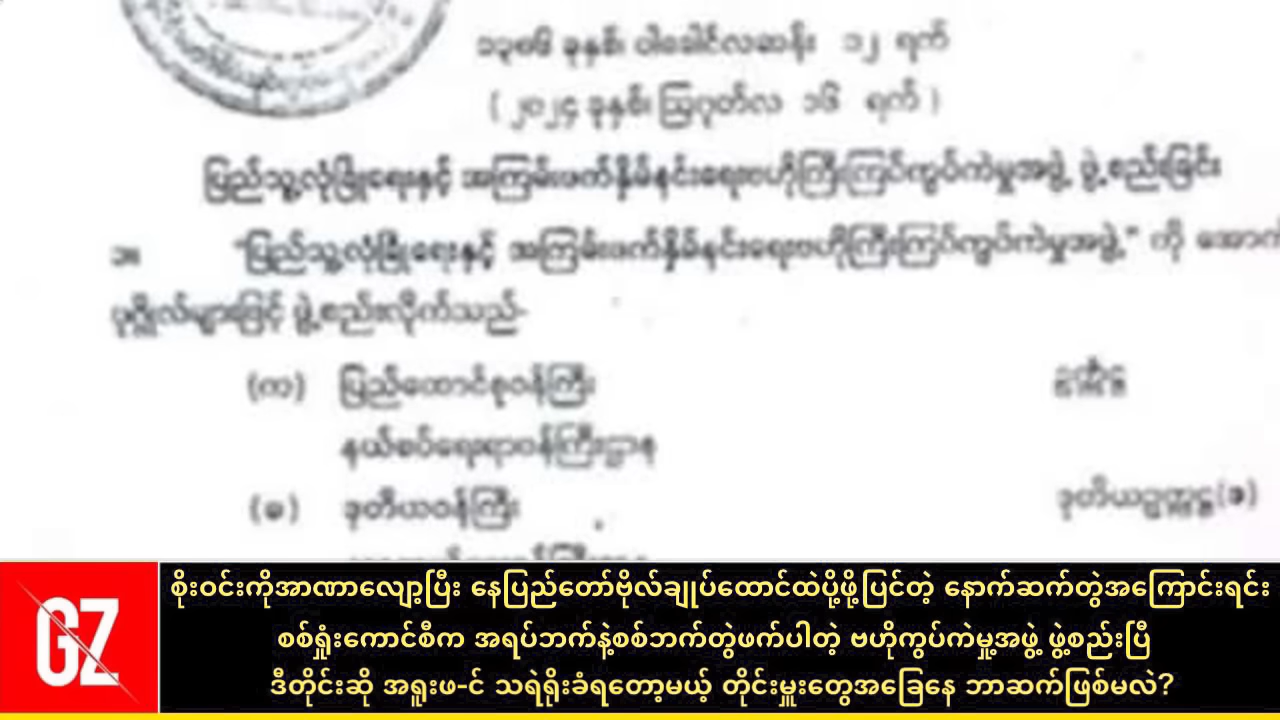 ၁၃၈၆ ခုနှစ်၊ ဝါခေါင်လဆန်း ၁၂ ရက်
( ၂၀၂၄ ခုနှစ်၊ ဩဂုတ်လ ၁၆ ရက် )
ပြည်သူ့လုံခြုံရေးနှင့် အကြမ်းဖက်နှိမ်နင်းရေးဗဟိုကြီးကြပ်ကွပ်ကဲမှုအဖွဲ့ ဖွဲ့စည်းခြင်း
၁။ "ပြည်သူ့လုံခြုံရေးနှင့် အကြမ်းဖက်နှိမ်နင်းရေးဗဟိုကြီးကြပ်ကွပ်ကဲမှုအဖွဲ့" ကို အောက်
ပုဂ္ဂိုလ်များဖြင့် ဖွဲ့စည်းလိုက်သည်-
(က) ပြည်ထောင်စုဝန်ကြီး ဥက္ကဋ္ဌ
နယ်စပ်ရေးရာဝန်ကြီးဌာန
(ခ) ဒုတိယဝန်ကြီး ဒုတိယဥက္ကဋ္ဌ(၁)
GZ
စိုးဝင်းကိုအာဏာလျော့ပြီး နေပြည်တော်ဗိုလ်ချုပ်ထောင်ထဲပို့ဖို့ပြင်တဲ့ နောက်ဆက်တွဲအကြောင်းရင်း
စစ်ရှုံးကောင်စီက အရပ်ဘက်နဲ့စစ်ဘက်တွဲဖက်ပါတဲ့ ဗဟိုကွပ်ကဲမှု့အဖွဲ့ ဖွဲ့စည်းပြီ
ဒီတိုင်းဆို အရူးဖ-င် သရဲရိုးခံရတော့မယ့် တိုင်းမှူးတွေအခြေနေ ဘာဆက်ဖြစ်မလဲ?